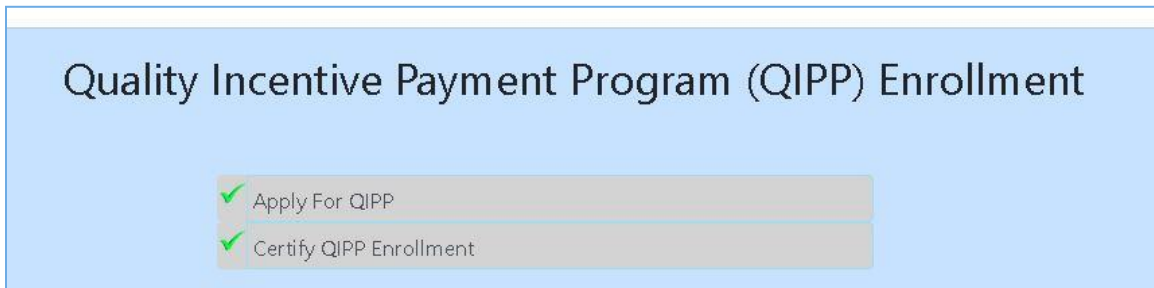 Quality Incentive Payment Program (QIPP) Enrollment
Apply For QIPP
Certify QIPP Enrollment